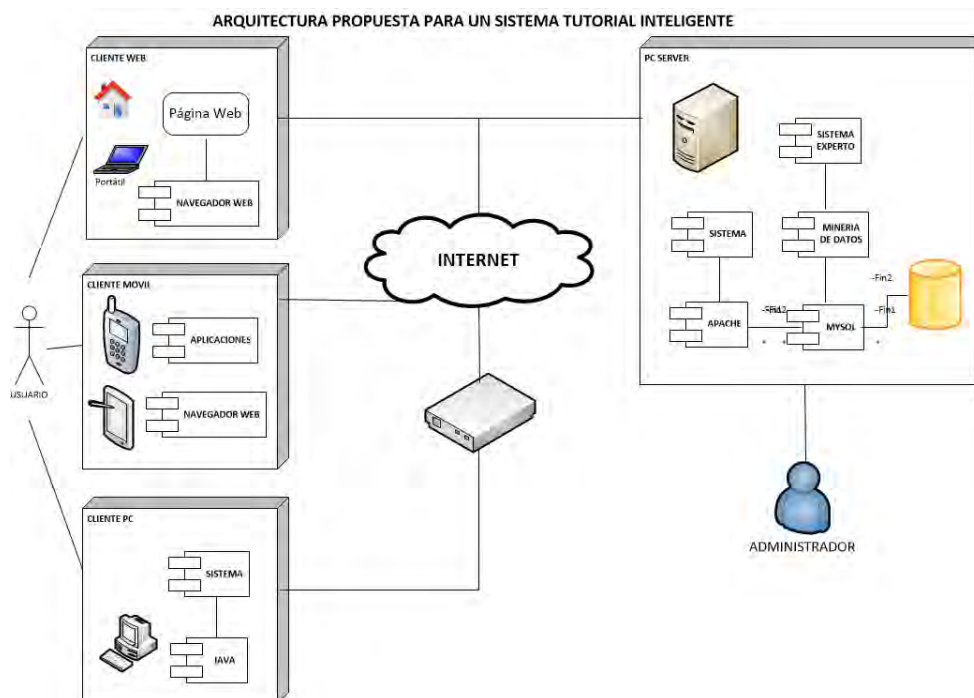 ARQUITECTURA PROPUESTA PARA UN SISTEMA TUTORIAL INTELIGENTE
CLIENTE WEB
Página Web
Portátil
NAVEGADOR WEB
CLIENTE MOVIL
APLICACIONES
NAVEGADOR WEB
USUARIO
CLIENTE PC
SISTEMA
JAVA
INTERNET
PC SERVER
SISTEMA
EXPERTO
SISTEMA
MINERIA
DE DATOS
APACHE
MYSQL
-Fin2
-Fin1
ADMINISTRADOR